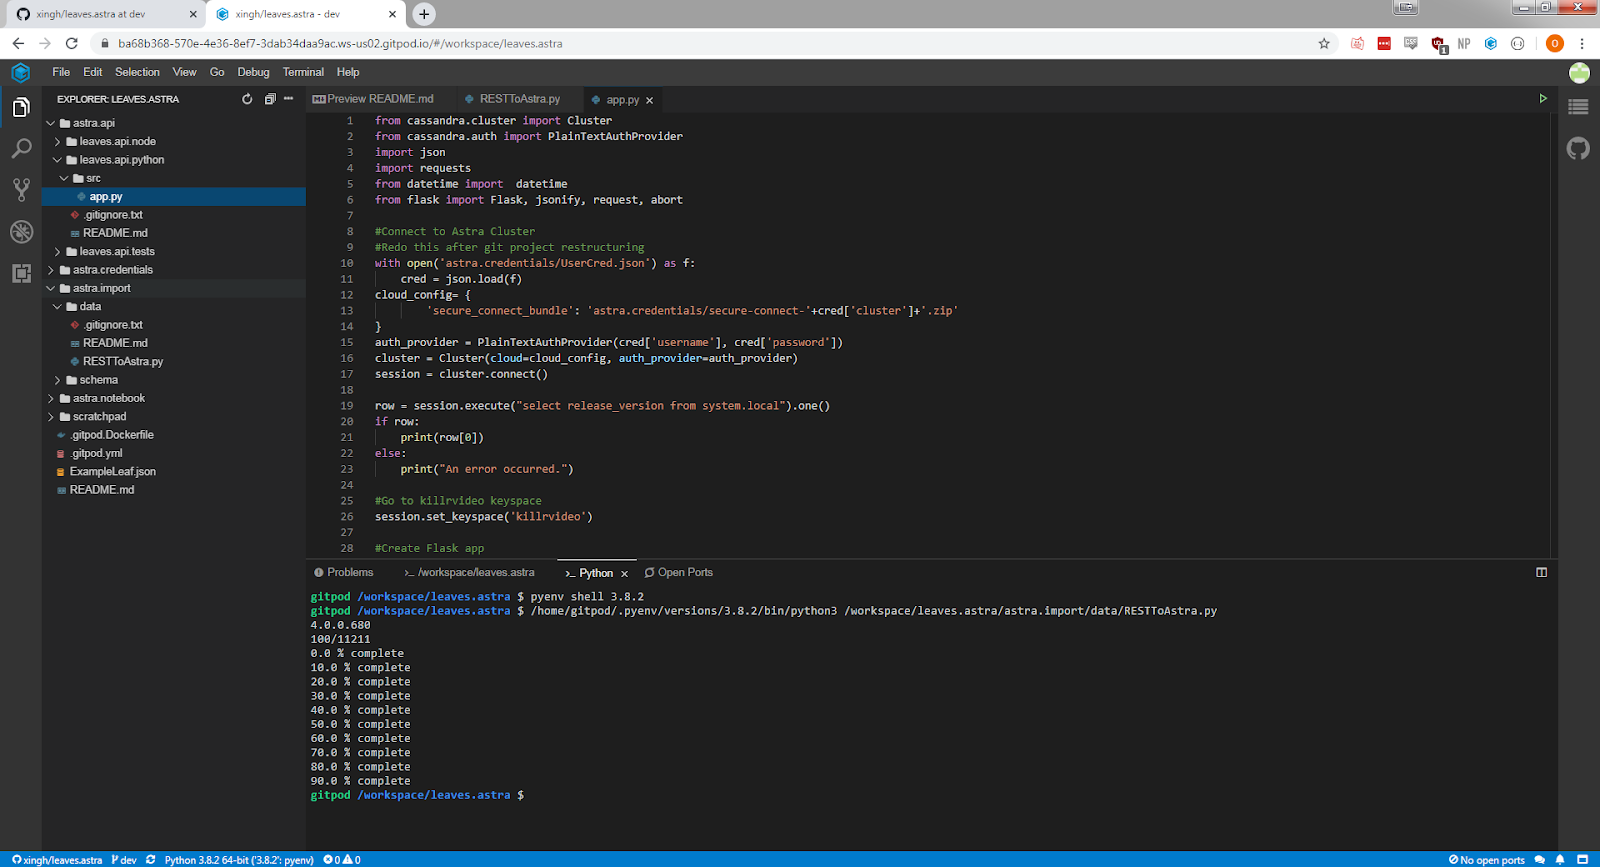 xingh/leaves.astra at dev
xingh/leaves.astra - dev
ba68b368-570e-4e36-8ef7-3dab34daa9ac.ws-us02.gitpod.io/#/workspace/leaves.astra
1
NP
O
File Edit Selection View Go Debug Terminal Help
EXPLORER: LEAVES.ASTRA
astra.api
leaves.api.node
leaves.api.python
src
app.py
.gitignore.txt
README.md
leaves.api.tests
astra.credentials
astra.import
data
.gitignore.txt
README.md
RESTToAstra.py
schema
astra.notebook
scratchpad
.gitpod.Dockerfile
.gitpod.yml
ExampleLeaf.json
README.md
Preview README.md RESTToAstra.py app.py
1 from cassandra.cluster import Cluster
2 from cassandra.auth import PlainTextAuthProvider
3 import json
4 import requests
5 from datetime import  datetime
6 from flask import Flask, jsonify, request, abort
7
8 #Connect to Astra Cluster
9 #Redo this after git project restructuring
10 with open('astra.credentials/UserCred.json') as f:
11     cred = json.load(f)
12 cloud_config= {
13         'secure_connect_bundle': 'astra.credentials/secure-connect-'+cred['cluster']+'.zip'
14 }
15 auth_provider = PlainTextAuthProvider(cred['username'], cred['password'])
16 cluster = Cluster(cloud=cloud_config, auth_provider=auth_provider)
17 session = cluster.connect()
18
19 row = session.execute("select release_version from system.local").one()
20 if row:
21     print(row[0])
22 else:
23     print("An error occurred.")
24
25 #Go to killrvideo keyspace
26 session.set_keyspace('killrvideo')
27
28 #Create Flask app
Problems >_ /workspace/leaves.astra >_ Python Open Ports
gitpod /workspace/leaves.astra $ pyenv shell 3.8.2
gitpod /workspace/leaves.astra $ /home/gitpod/.pyenv/versions/3.8.2/bin/python3 /workspace/leaves.astra/astra.import/data/RESTToAstra.py
4.0.0.680
100/11211
0.0 % complete
10.0 % complete
20.0 % complete
30.0 % complete
40.0 % complete
50.0 % complete
60.0 % complete
70.0 % complete
80.0 % complete
90.0 % complete
gitpod /workspace/leaves.astra $
xingh/leaves.astra dev Python 3.8.2 64-bit ('3.8.2': pyenv) 0 0 No open ports